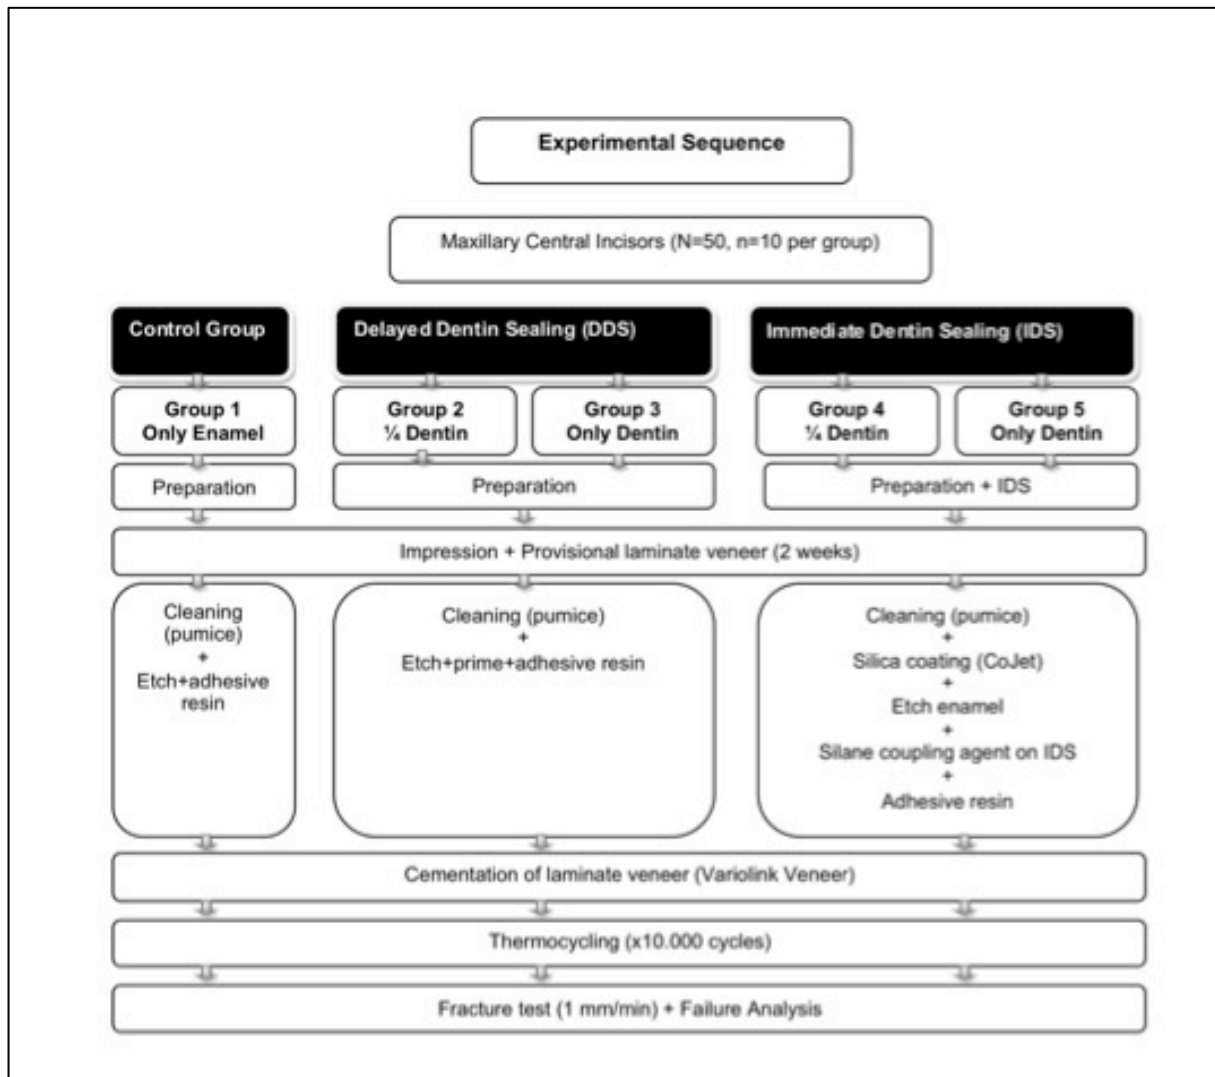 Experimental Sequence
Maxillary Central Incisors (N=50, n=10 per group)
Control Group
Delayed Dentin Sealing (DDS)
Immediate Dentin Sealing (IDS)
Group 1
Only Enamel
Group 2
¼ Dentin
Group 3
Only Dentin
Group 4
¼ Dentin
Group 5
Only Dentin
Preparation
Preparation
Preparation + IDS
Impression + Provisional laminate veneer (2 weeks)
Cleaning
(pumice)
+
Etch+adhesive
resin
Cleaning (pumice)
+
Etch+prime+adhesive resin
Cleaning (pumice)
+
Silica coating (CoJet)
+
Etch enamel
+
Silane coupling agent on IDS
+
Adhesive resin
Cementation of laminate veneer (Variolink Veneer)
Thermocycling (x10.000 cycles)
Fracture test (1 mm/min) + Failure Analysis